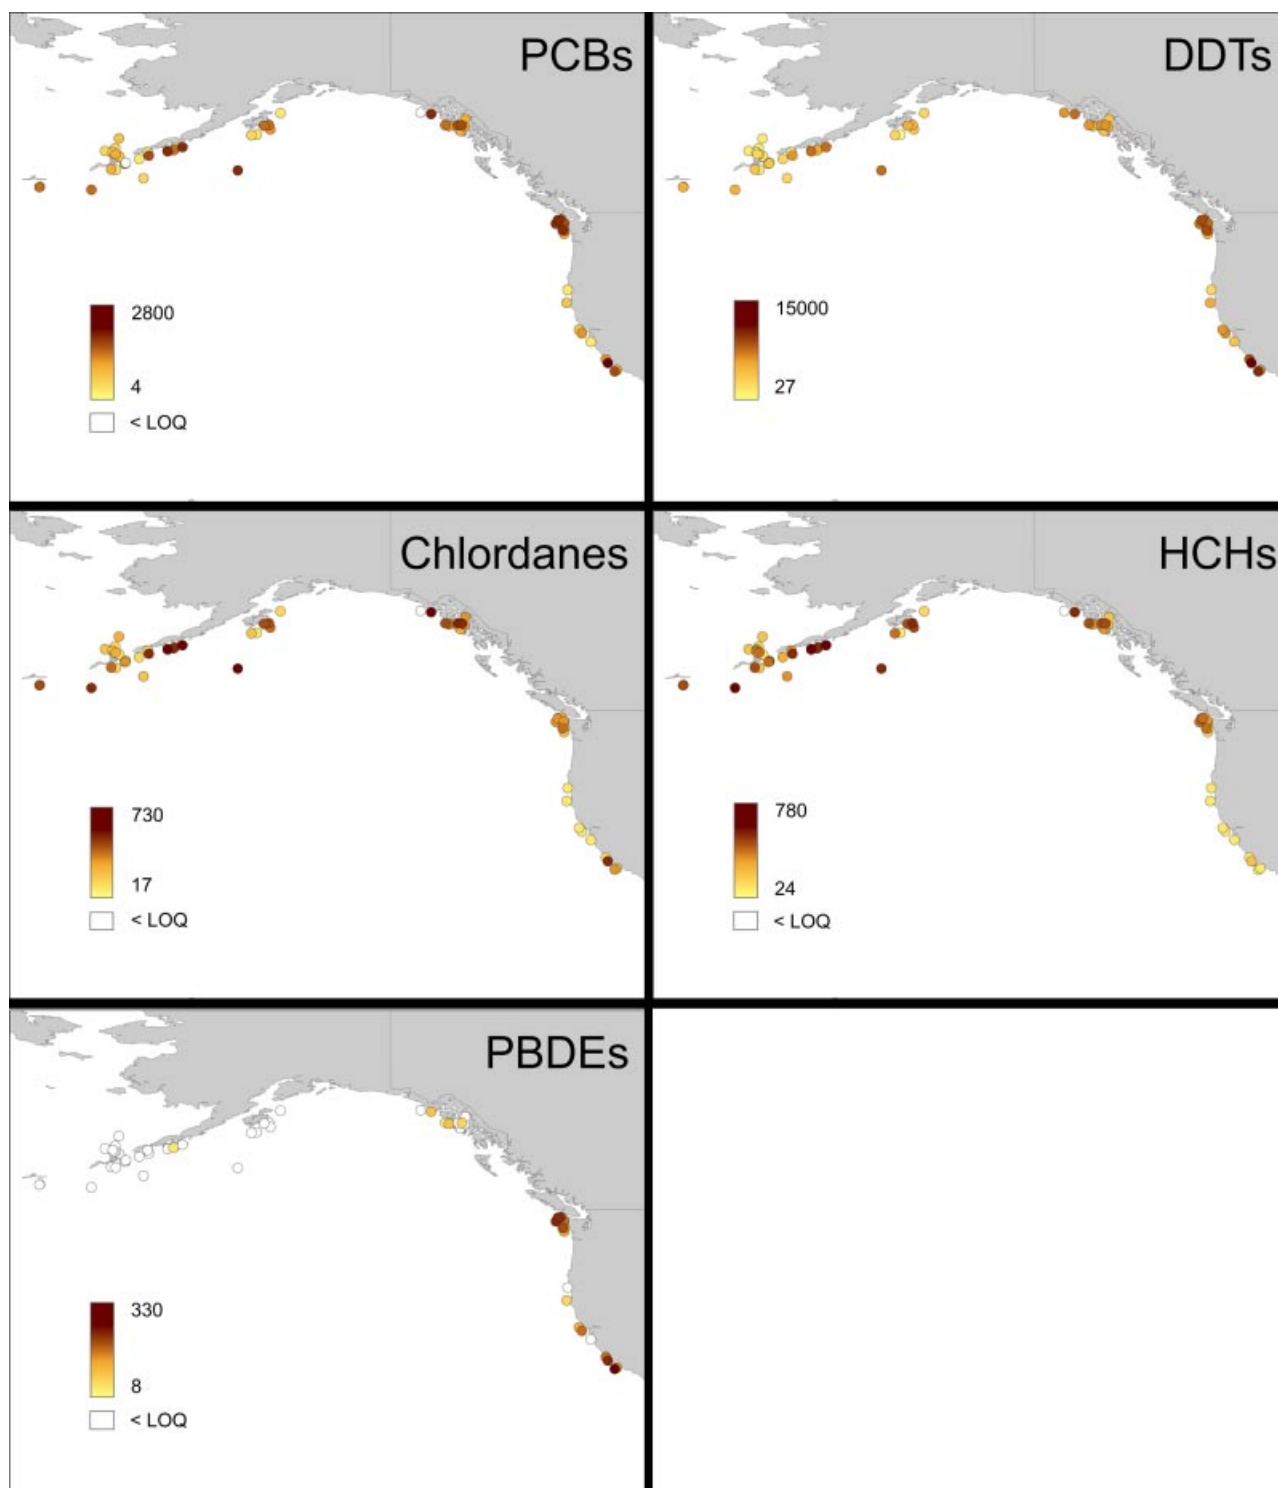 PCBs
2800
4
< LOQ
DDTs
15000
27
Chlordanes
730
17
< LOQ
HCHs
780
24
< LOQ
PBDEs
330
8
< LOQ